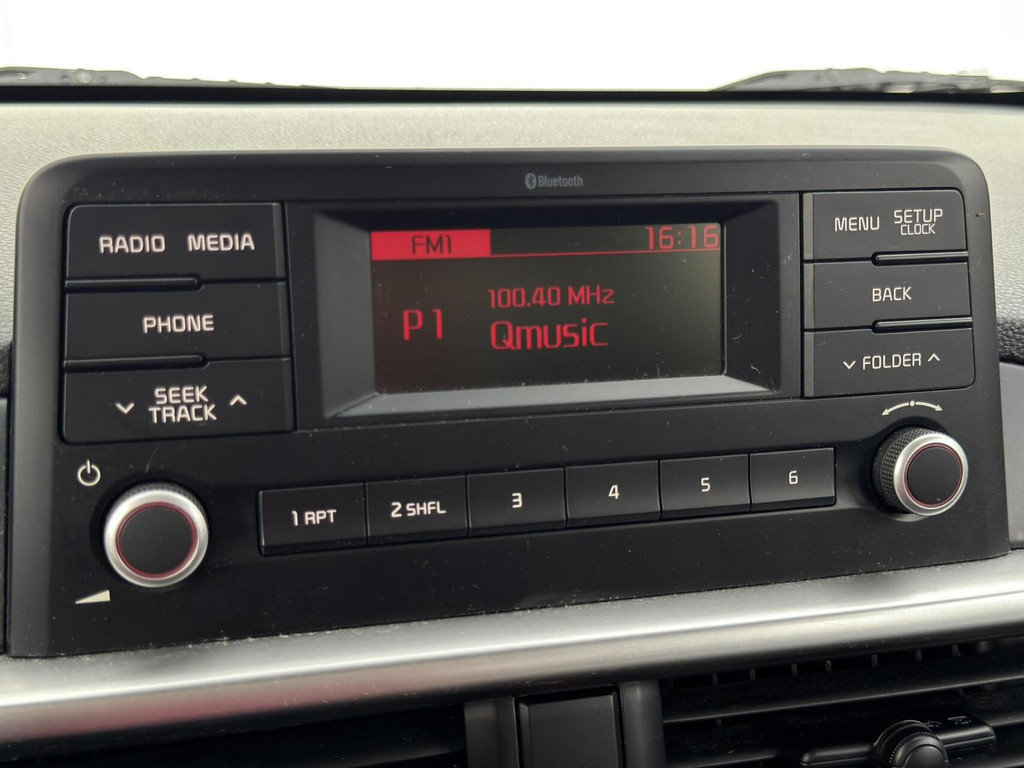 Bluetooth
RADIO MEDIA
PHONE
SEEK
TRACK
FM1 16:16
100.40 MHz
P1
Qmusic
MENU SETUP
CLOCK
BACK
FOLDER
1 RPT 2 SHFL 3 4 5 6